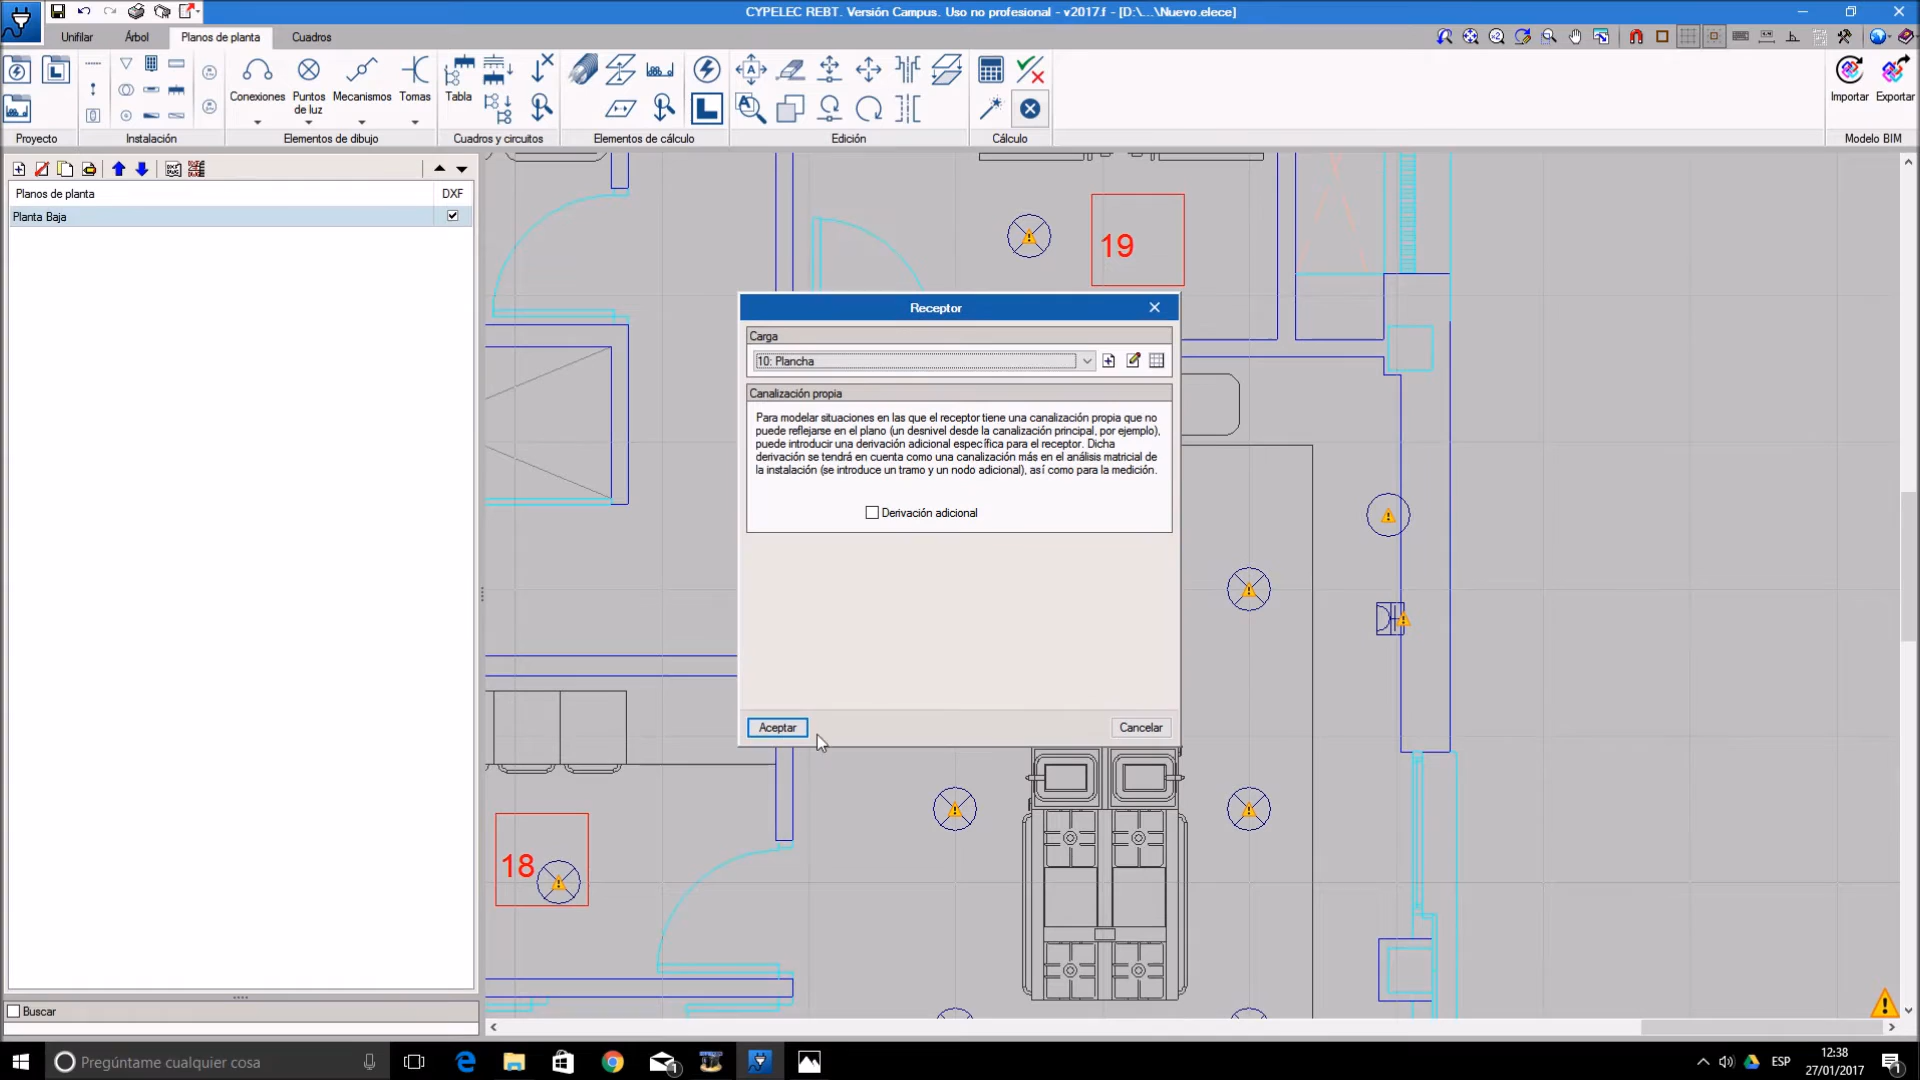 CYPELEC REBT. Versión Campus. Uso no profesional - v2017.f - [D:\...\Nuevo.elece]
Unifilar Árbol Planos de planta Cuadros
Conexiones Puntos de luz Mecanismos Tomas Tabla Importar Exportar
Proyecto Instalación Elementos de dibujo Cuadros y circuitos Elementos de cálculo Edición Cálculo Modelo BIM
Planos de planta DXF
Planta Baja
19
Receptor
Carga
10: Plancha
Canalización propia
Para modelar situaciones en las que el receptor tiene una canalización propia que no
puede reflejarse en el plano (un desnivel desde la canalización principal, por ejemplo),
puede introducir una derivación adicional específica para el receptor. Dicha
derivación se tendrá en cuenta como una canalización más en el análisis matricial de
la instalación (se introduce un tramo y un nodo adicional), así como para la medición.
Derivación adicional
Aceptar Cancelar
18
Buscar
Pregúntame cualquier cosa
1
ESP
12:38
27/01/2017
1